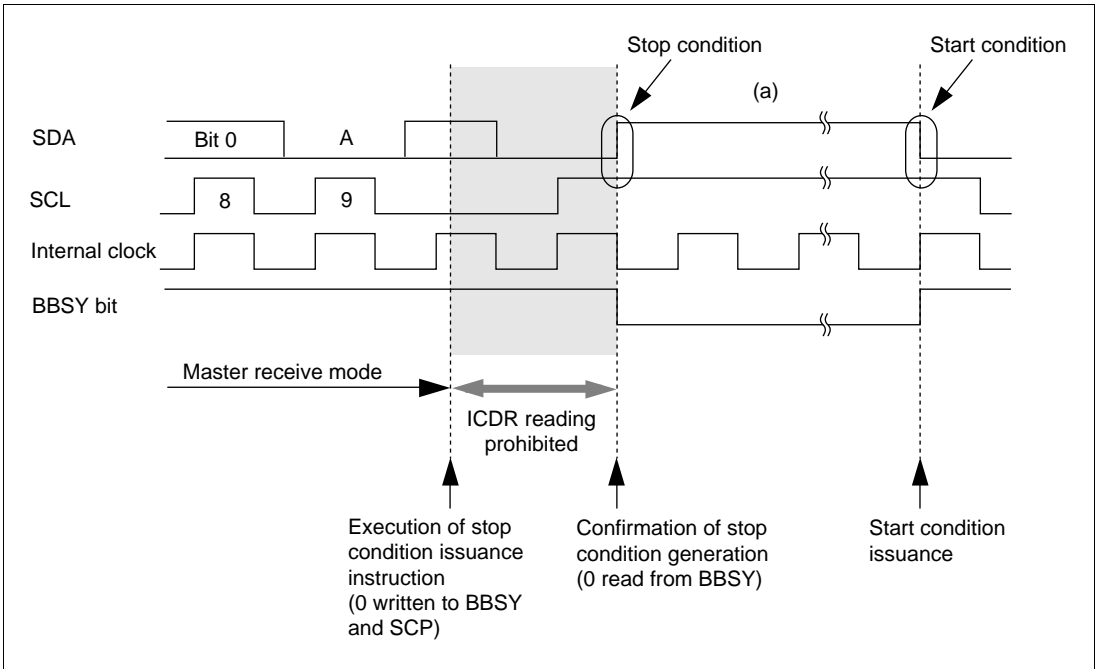 Stop condition
Start condition
(a)
SDA
Bit 0
A
SCL
8
9
Internal clock
BBSY bit
Master receive mode
ICDR reading
prohibited
Execution of stop
condition issuance
instruction
(0 written to BBSY
and SCP)
Confirmation of stop
condition generation
(0 read from BBSY)
Start condition
issuance